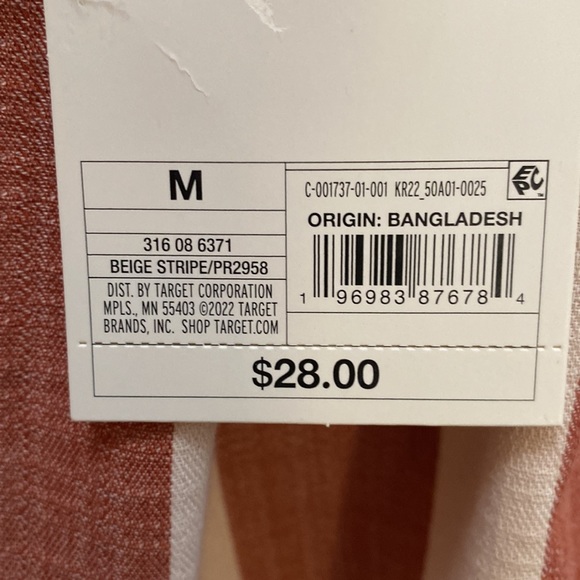 M
316 08 6371
BEIGE STRIPE/PR2958
DIST. BY TARGET CORPORATION
MPLS., MN 55403 ©2022 TARGET
BRANDS, INC. SHOP TARGET.COM
C-001737-01-001 KR22_50A01-0025
EPC™
ORIGIN: BANGLADESH
1 96983 87678 4
$28.00